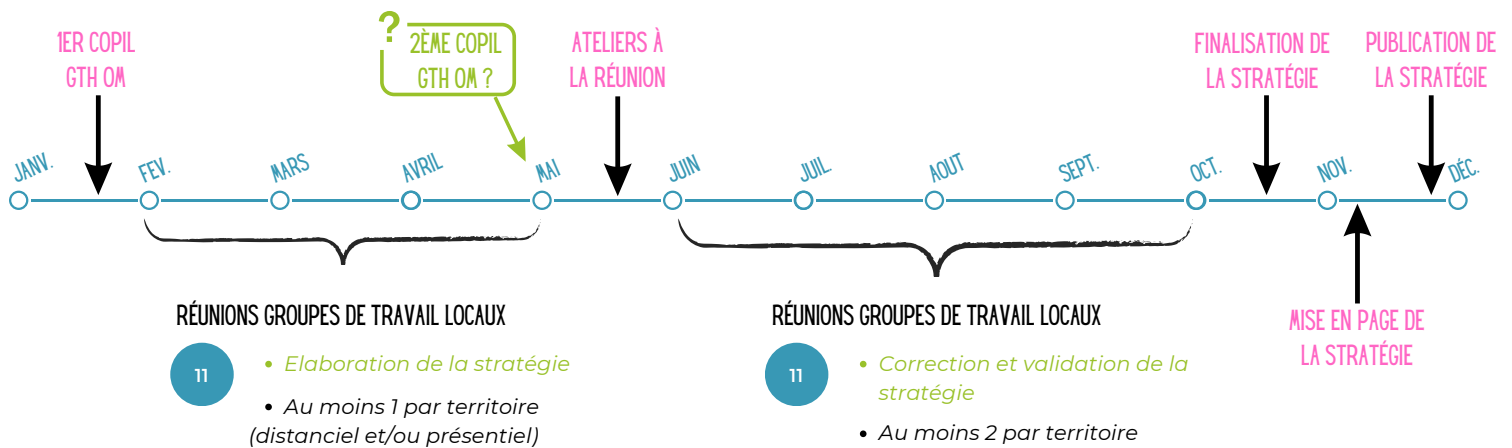 1ER COPIL
GTH OM
?
2ÈME COPIL
GTH OM ?
ATELIERS À
LA RÉUNION
FINALISATION DE
LA STRATÉGIE
PUBLICATION DE
LA STRATÉGIE
JANV.
FEV.
MARS
AVRIL
MAI
JUIN
JUIL.
AOUT
SEPT.
OCT.
NOV.
DÉC.
RÉUNIONS GROUPES DE TRAVAIL LOCAUX
11
• Elaboration de la stratégie
• Au moins 1 par territoire
(distanciel et/ou présentiel)
RÉUNIONS GROUPES DE TRAVAIL LOCAUX
11
• Correction et validation de la
stratégie
• Au moins 2 par territoire
MISE EN PAGE DE
LA STRATÉGIE